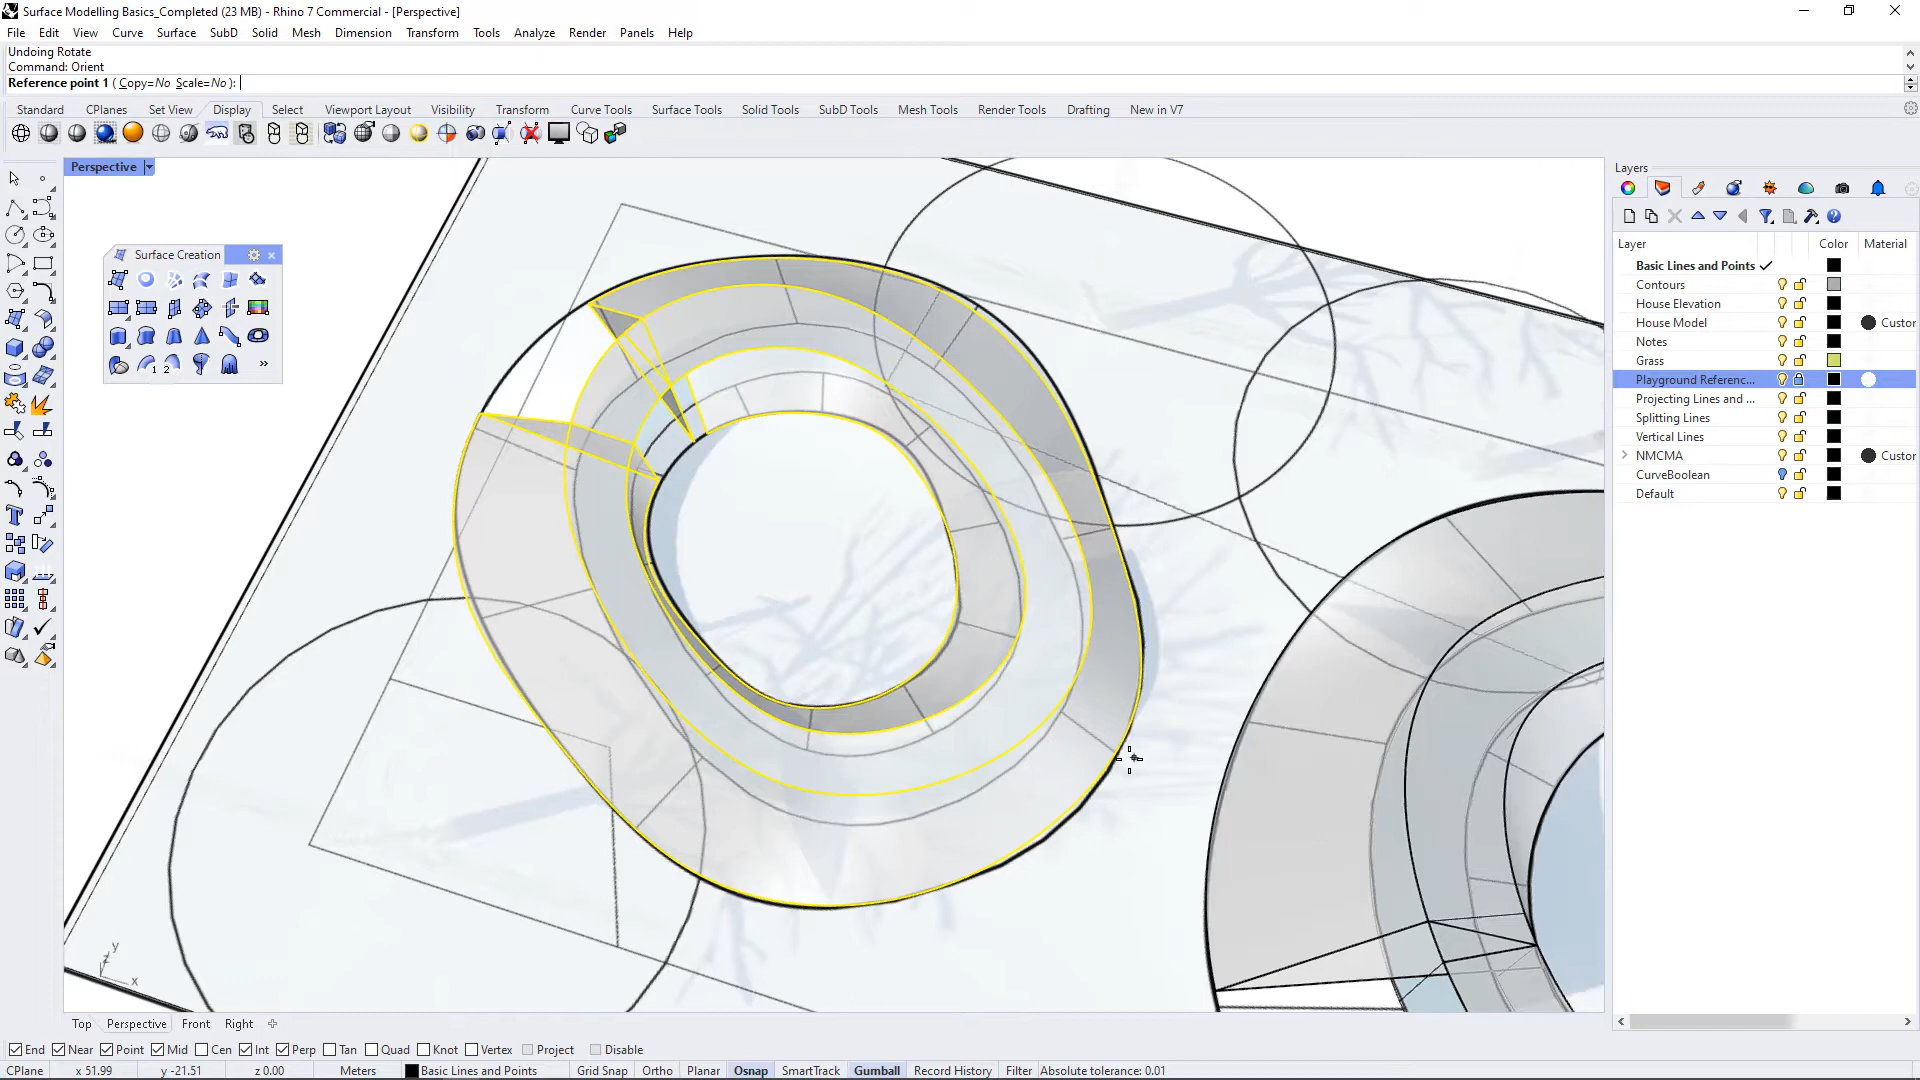 Surface Modelling Basics_Completed (23 MB) - Rhino 7 Commercial - [Perspective]
File Edit View Curve Surface SubD Solid Mesh Dimension Transform Tools Analyze Render Panels Help
Undoing Rotate
Command: Orient
Reference point 1 ( Copy=No Scale=No ):
Standard CPlanes Set View Display Select Viewport Layout Visibility Transform Curve Tools Surface Tools Solid Tools SubD Tools Mesh Tools Render Tools Drafting New in V7
Perspective
Layers
Surface Creation
1 2 »
Layer Color Material
Basic Lines and Points
Contours
House Elevation
House Model Custor
Notes
Grass
Playground Referenc...
Projecting Lines and ...
Splitting Lines
Vertical Lines
NMCMA Custor
CurveBoolean
Default
y
z
x
Top Perspective Front Right
End Near Point Mid Cen Int Perp Tan Quad Knot Vertex Project Disable
CPlane x 51.99 y -21.51 z 0.00 Meters Basic Lines and Points Grid Snap Ortho Planar Osnap SmartTrack Gumball Record History Filter Absolute tolerance: 0.01